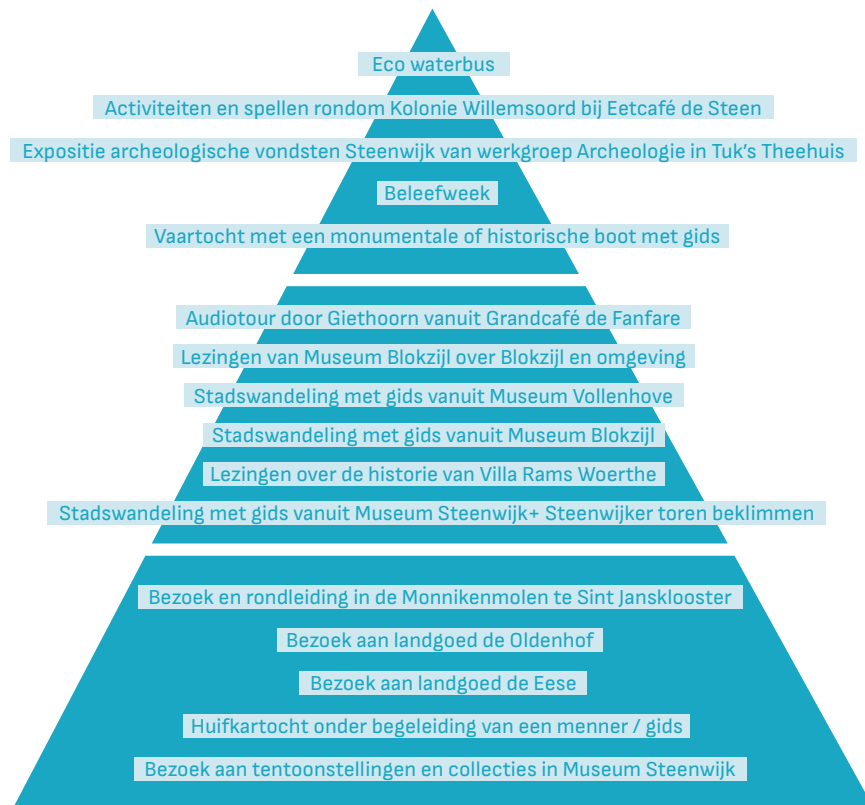 Eco waterbus
Activiteiten en spellen rondom Kolonie Willemsoord bij Eetcafé de Steen
Expositie archeologische vondsten Steenwijk van werkgroep Archeologie in Tuk's Theehuis
Beleefweek
Vaartocht met een monumentale of historische boot met gids
Audiotour door Giethoorn vanuit Grandcafé de Fanfare
Lezingen van Museum Blokzijl over Blokzijl en omgeving
Stadswandeling met gids vanuit Museum Vollenhove
Stadswandeling met gids vanuit Museum Blokzijl
Lezingen over de historie van Villa Rams Woerthe
Stadswandeling met gids vanuit Museum Steenwijk+ Steenwijker toren beklimmen
Bezoek en rondleiding in de Monnikenmolen te Sint Jansklooster
Bezoek aan landgoed de Oldenhof
Bezoek aan landgoed de Eese
Huifkartocht onder begeleiding van een menner / gids
Bezoek aan tentoonstellingen en collecties in Museum Steenwijk